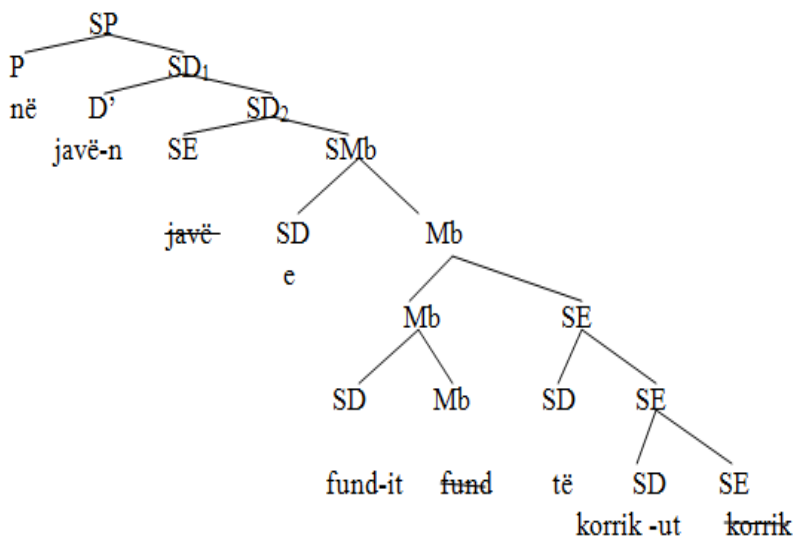 SP
P SD₁
në D’ SD₂
javë-n SE SMb
javë SD Mb
e
Mb SE
SD Mb SD SE
fund-it fund të SD SE
korrik -ut korrik